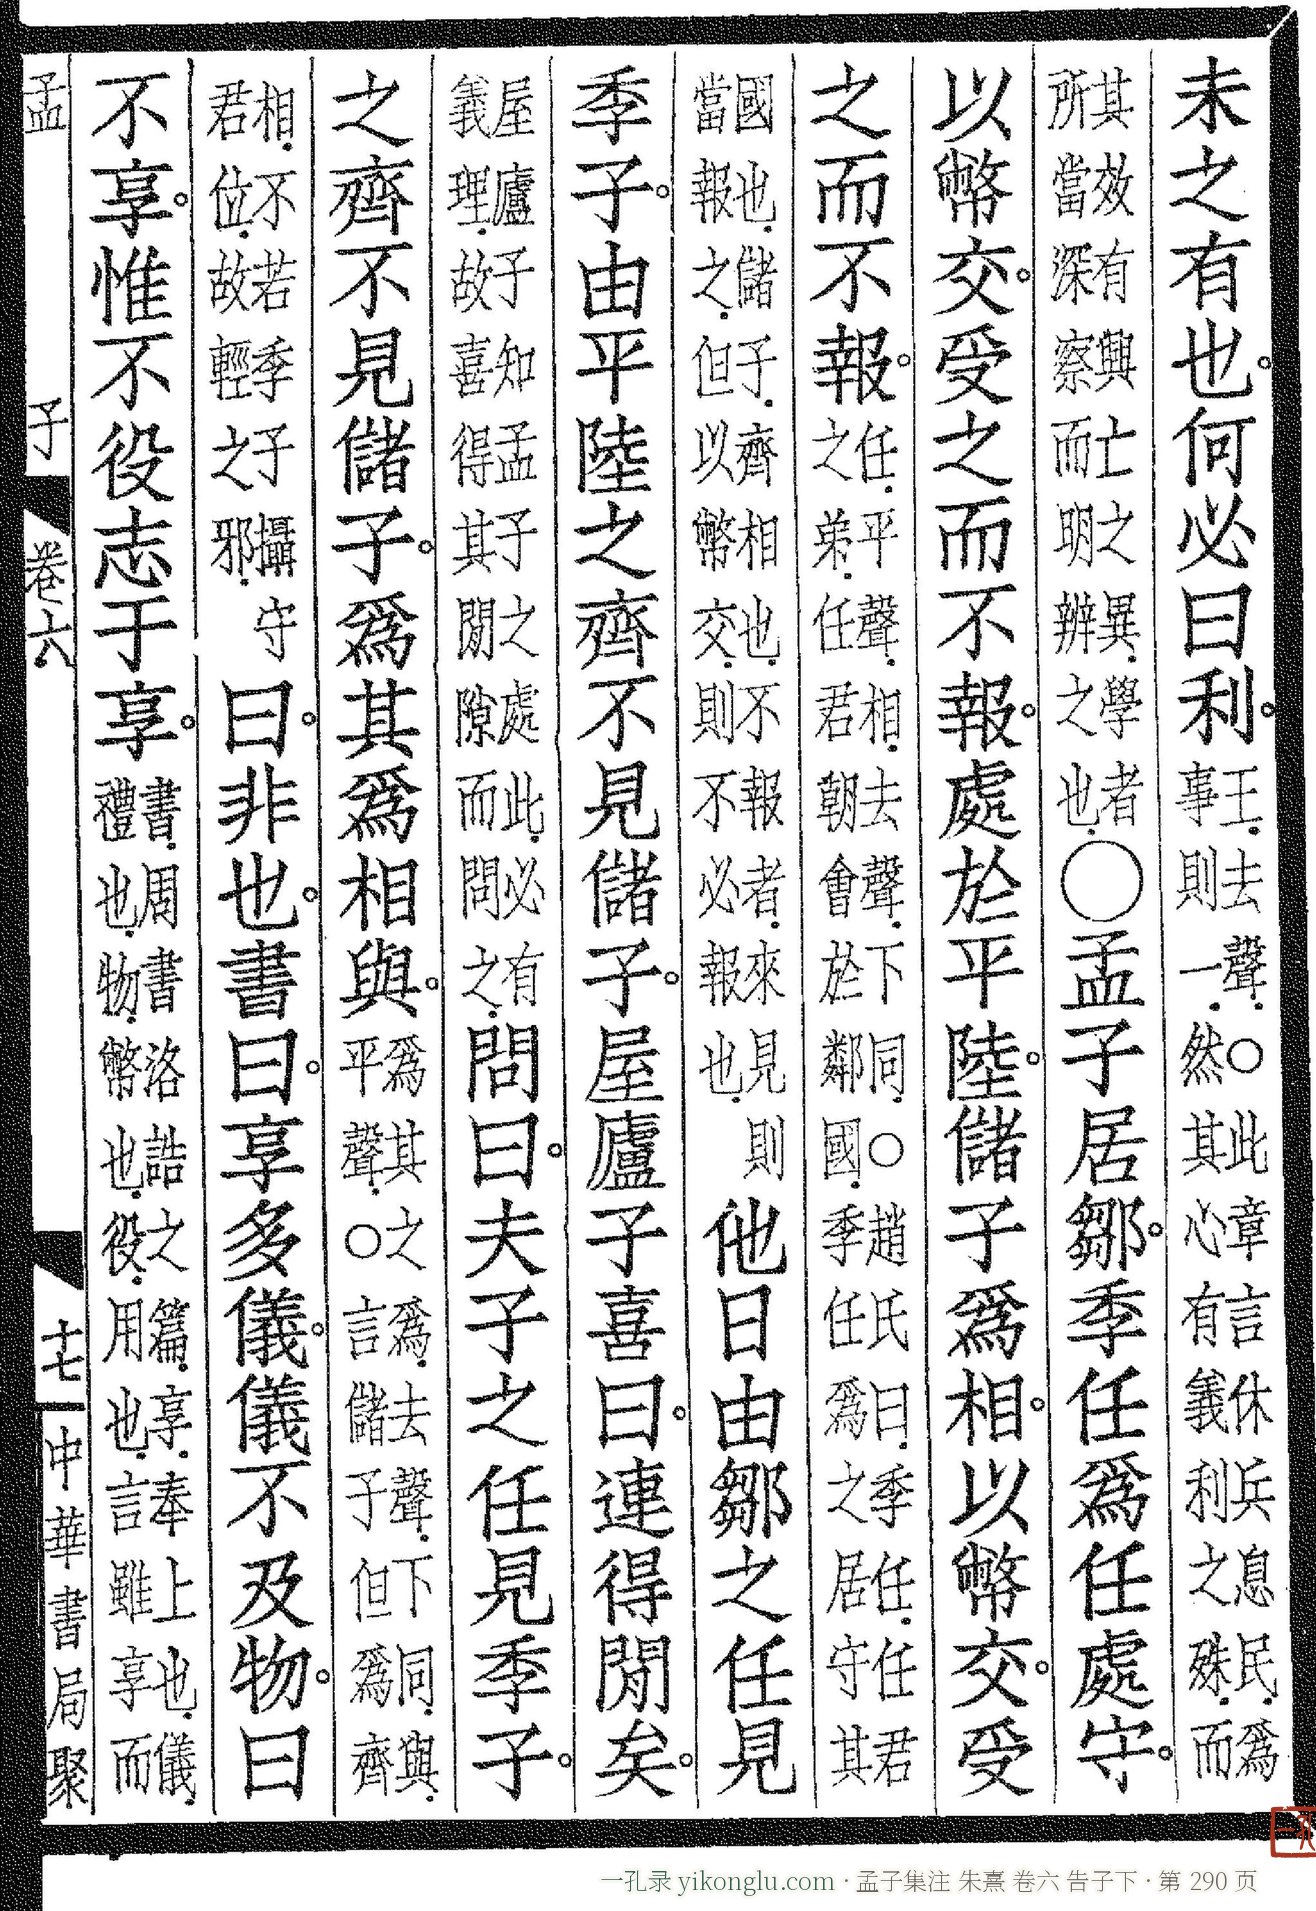 未之有也。何必曰利。王.去聲.○此章言休兵息民.爲事則一.然其心有義利之殊.而
其效有興亡之異.學者所當深察而明辨之也.○孟子居鄒。季任爲任處守。
以幣交。受之而不報。處於平陸。儲子爲相。以幣交。受
之而不報。任.平聲.相.去聲.下同.○趙氏曰.季任.任君之弟.任君朝會於鄰國.季任爲之居守其
國也.儲子.齊相也.不報者.來見則當報之.但以幣交.則不必報也.他日由鄒之任見
季子。由平陸之齊不見儲子。屋廬子喜曰。連得閒矣。
屋廬子知孟子之處此.必有義理.故喜得其閒隙而問之.問曰。夫子之任見季子。
之齊不見儲子。爲其爲相與。爲其之爲.去聲.下同.與.平聲.○言儲子但爲齊
相.不若季子攝守君位.故輕之邪.曰。非也。書曰。享多儀。儀不及物。曰
不享。惟不役志于享。書.周書洛誥之篇.享.奉上也.儀.禮也.物.幣也.役.用也.言雖享而
孟子
卷六
十七
中華書局聚
一孔录 yikonglu.com · 孟子集注 朱熹 卷六 告子下 · 第 290 页